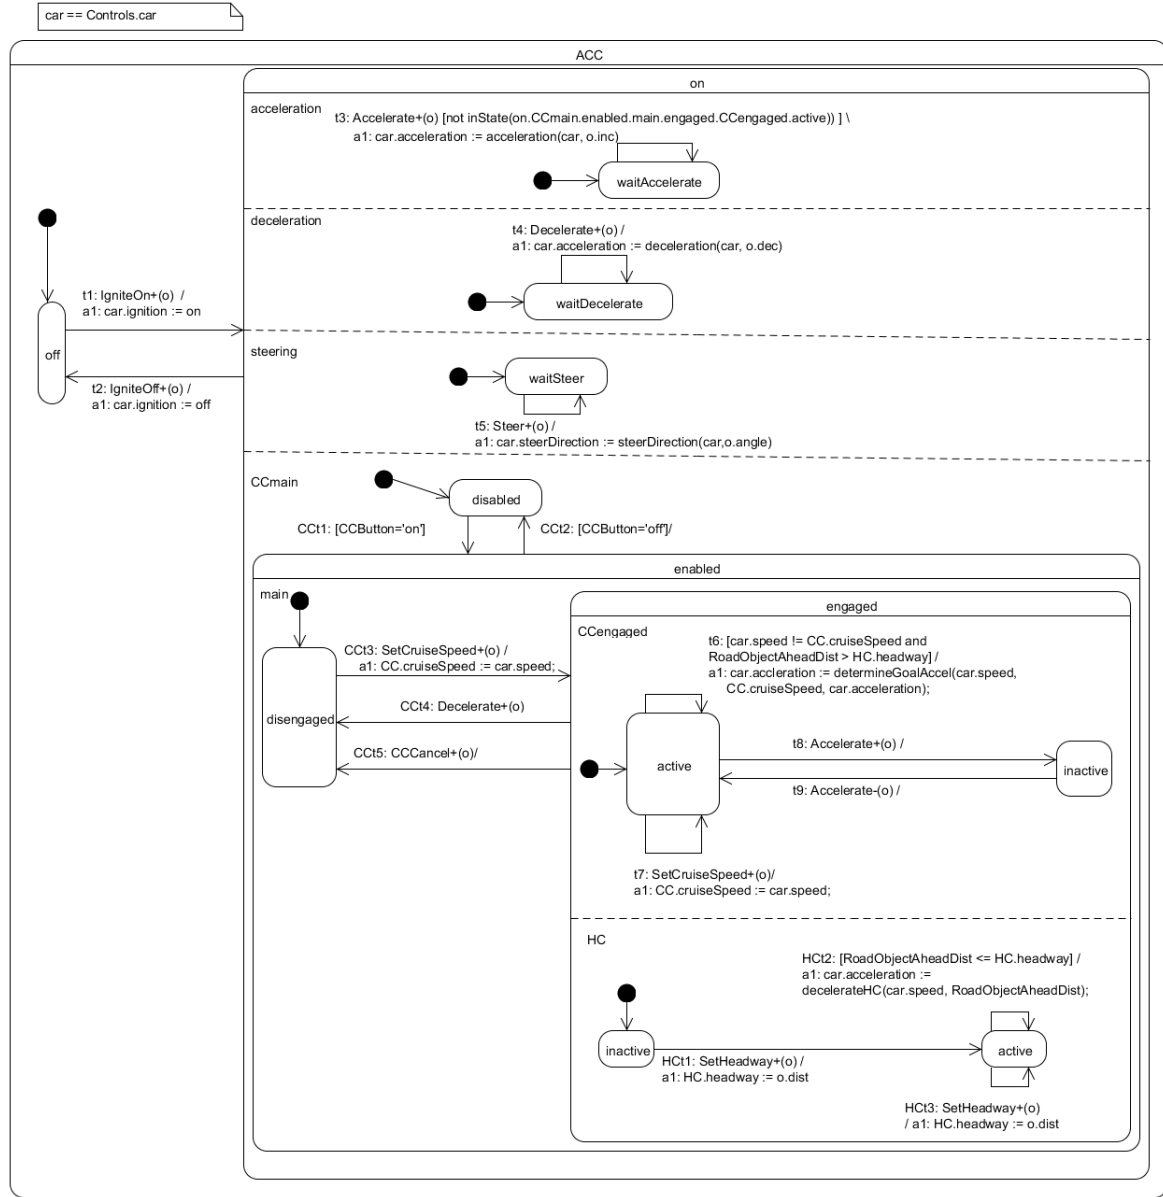 car == Controls.car
ACC
on
acceleration
t3: Accelerate+(o) [not inState(on.CCmain.enabled.main.engaged.CCengaged.active)) ] \
a1: car.acceleration := acceleration(car, o.inc)
waitAccelerate
deceleration
t4: Decelerate+(o) /
a1: car.acceleration := deceleration(car, o.dec)
waitDecelerate
t1: IgniteOn+(o) /
a1: car.ignition := on
off
t2: IgniteOff+(o) /
a1: car.ignition := off
steering
waitSteer
t5: Steer+(o) /
a1: car.steerDirection := steerDirection(car,o.angle)
CCmain
disabled
CCt1: [CCButton='on']
CCt2: [CCButton='off']/
enabled
main
engaged
CCengaged
t6: [car.speed != CC.cruiseSpeed and
RoadObjectAheadDist > HC.headway] /
a1: car.accleration := determineGoalAccel(car.speed,
CC.cruiseSpeed, car.acceleration);
CCt3: SetCruiseSpeed+(o) /
a1: CC.cruiseSpeed := car.speed;
CCt4: Decelerate+(o)
disengaged
CCt5: CCCancel+(o)/
active
t8: Accelerate+(o) /
inactive
t9: Accelerate-(o) /
t7: SetCruiseSpeed+(o)/
a1: CC.cruiseSpeed := car.speed;
HC
HCt2: [RoadObjectAheadDist <= HC.headway] /
a1: car.acceleration :=
decelerateHC(car.speed, RoadObjectAheadDist);
inactive
active
HCt1: SetHeadway+(o) /
a1: HC.headway := o.dist
HCt3: SetHeadway+(o)
/ a1: HC.headway := o.dist